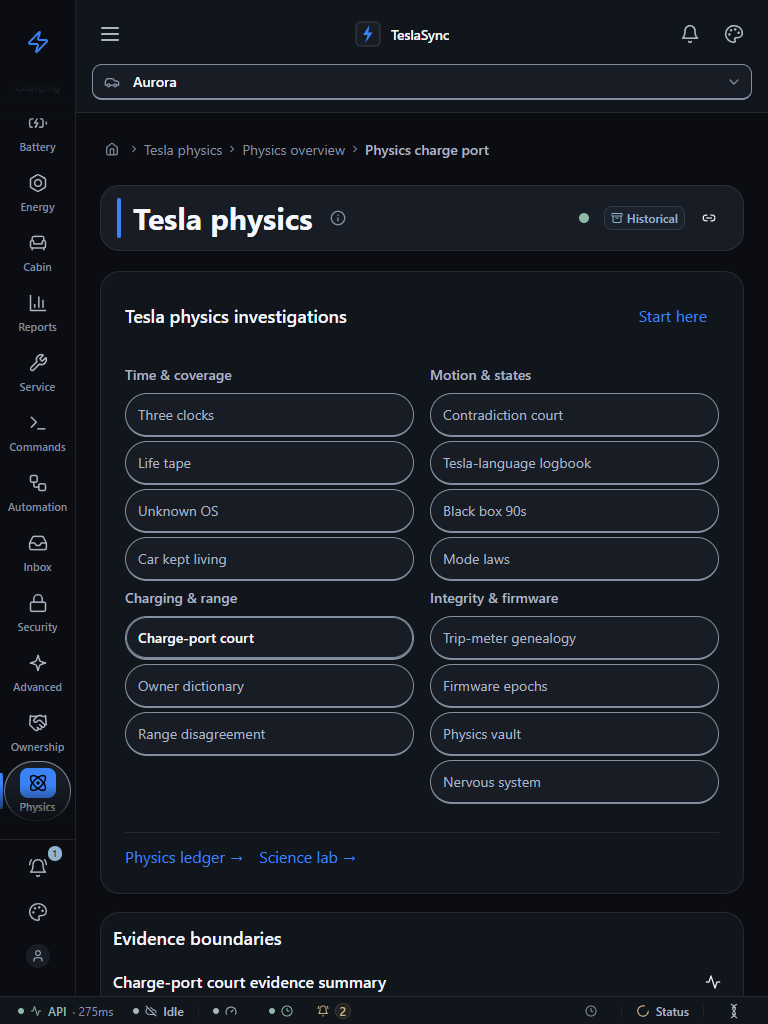 TeslaSync
Aurora
Charging
Battery
Energy
Cabin
Reports
Service
Commands
Automation
Inbox
Security
Advanced
Ownership
Physics
1
Tesla physics > Physics overview > Physics charge port
Tesla physics
Historical
Tesla physics investigations
Start here
Time & coverage
Three clocks
Life tape
Unknown OS
Car kept living
Motion & states
Contradiction court
Tesla-language logbook
Black box 90s
Mode laws
Charging & range
Charge-port court
Owner dictionary
Range disagreement
Integrity & firmware
Trip-meter genealogy
Firmware epochs
Physics vault
Nervous system
Physics ledger → Science lab →
Evidence boundaries
Charge-port court evidence summary
API · 275ms Idle 2 Status